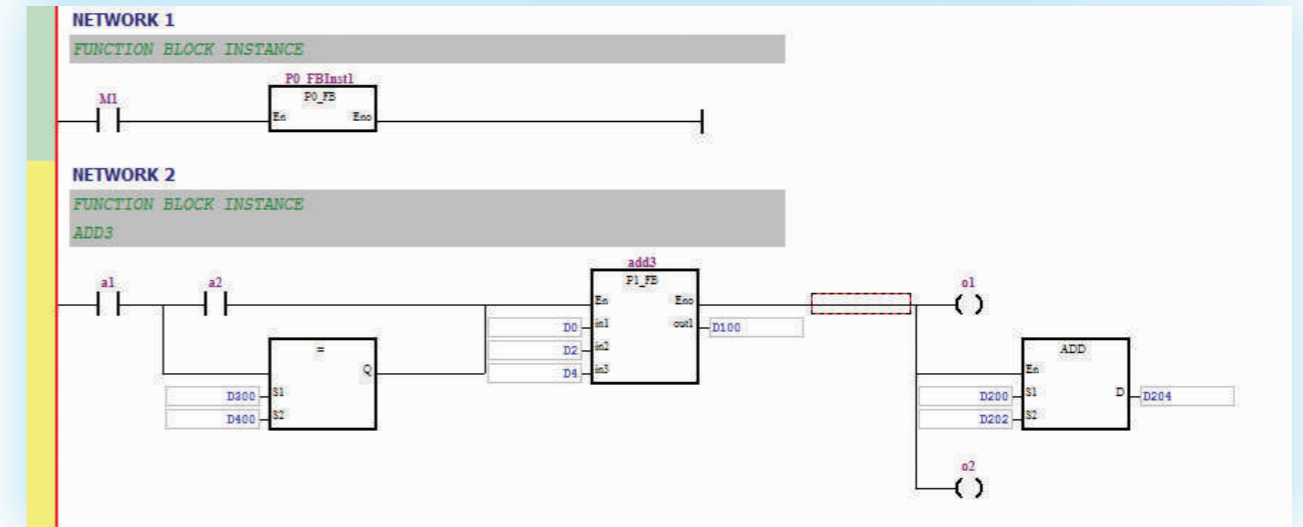 NETWORK 1
FUNCTION BLOCK INSTANCE
M1
P0_FBInst1
P0_FB
En Eno
NETWORK 2
FUNCTION BLOCK INSTANCE
ADD3
a1 a2
add3
P1_FB
En Eno
D0 in1 out1 D100
D2 in2
D4 in3
=
Q
D300 S1
D400 S2
o1
ADD
En
D200 S1 D D204
D202 S2
o2